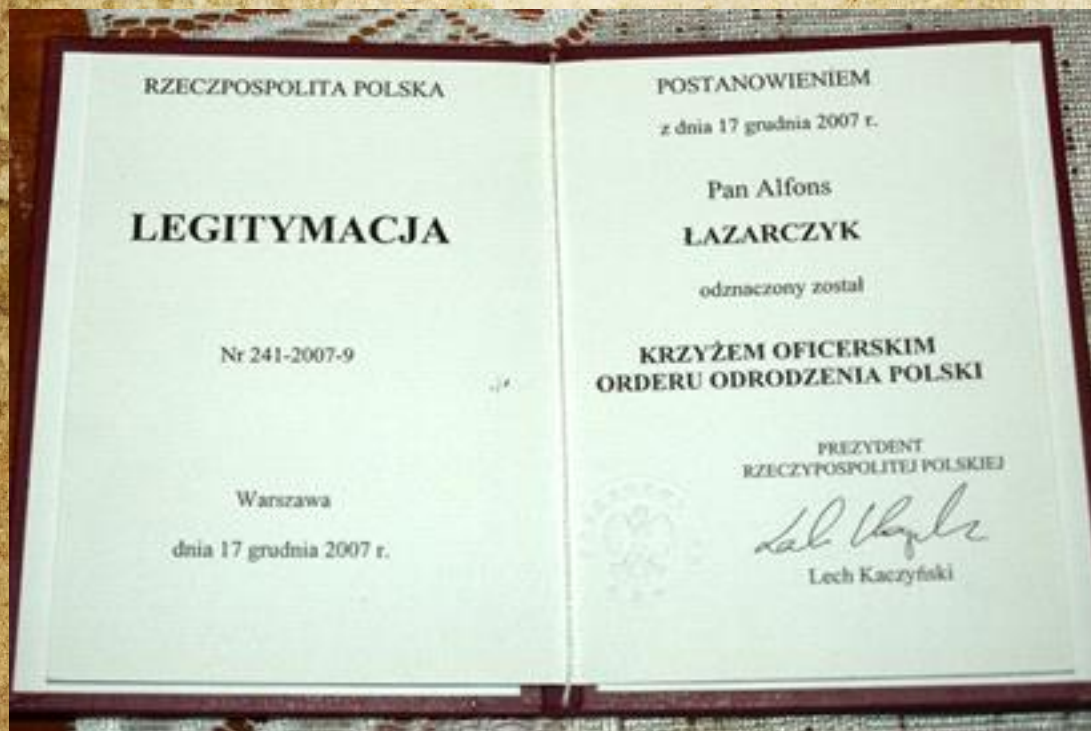 RZECZPOSPOLITA POLSKA
LEGITYMACJA
Nr 241-2007-9
Warszawa
dnia 17 grudnia 2007 r.
POSTANOWIENIEM
z dnia 17 grudnia 2007 r.
Pan Alfons
ŁAZARCZYK
odznaczony został
KRZYŻEM OFICERSKIM
ORDERU ODRODZENIA POLSKI
PREZYDENT
RZECZYPOSPOLITEJ POLSKIEJ
Lech Kaczyński